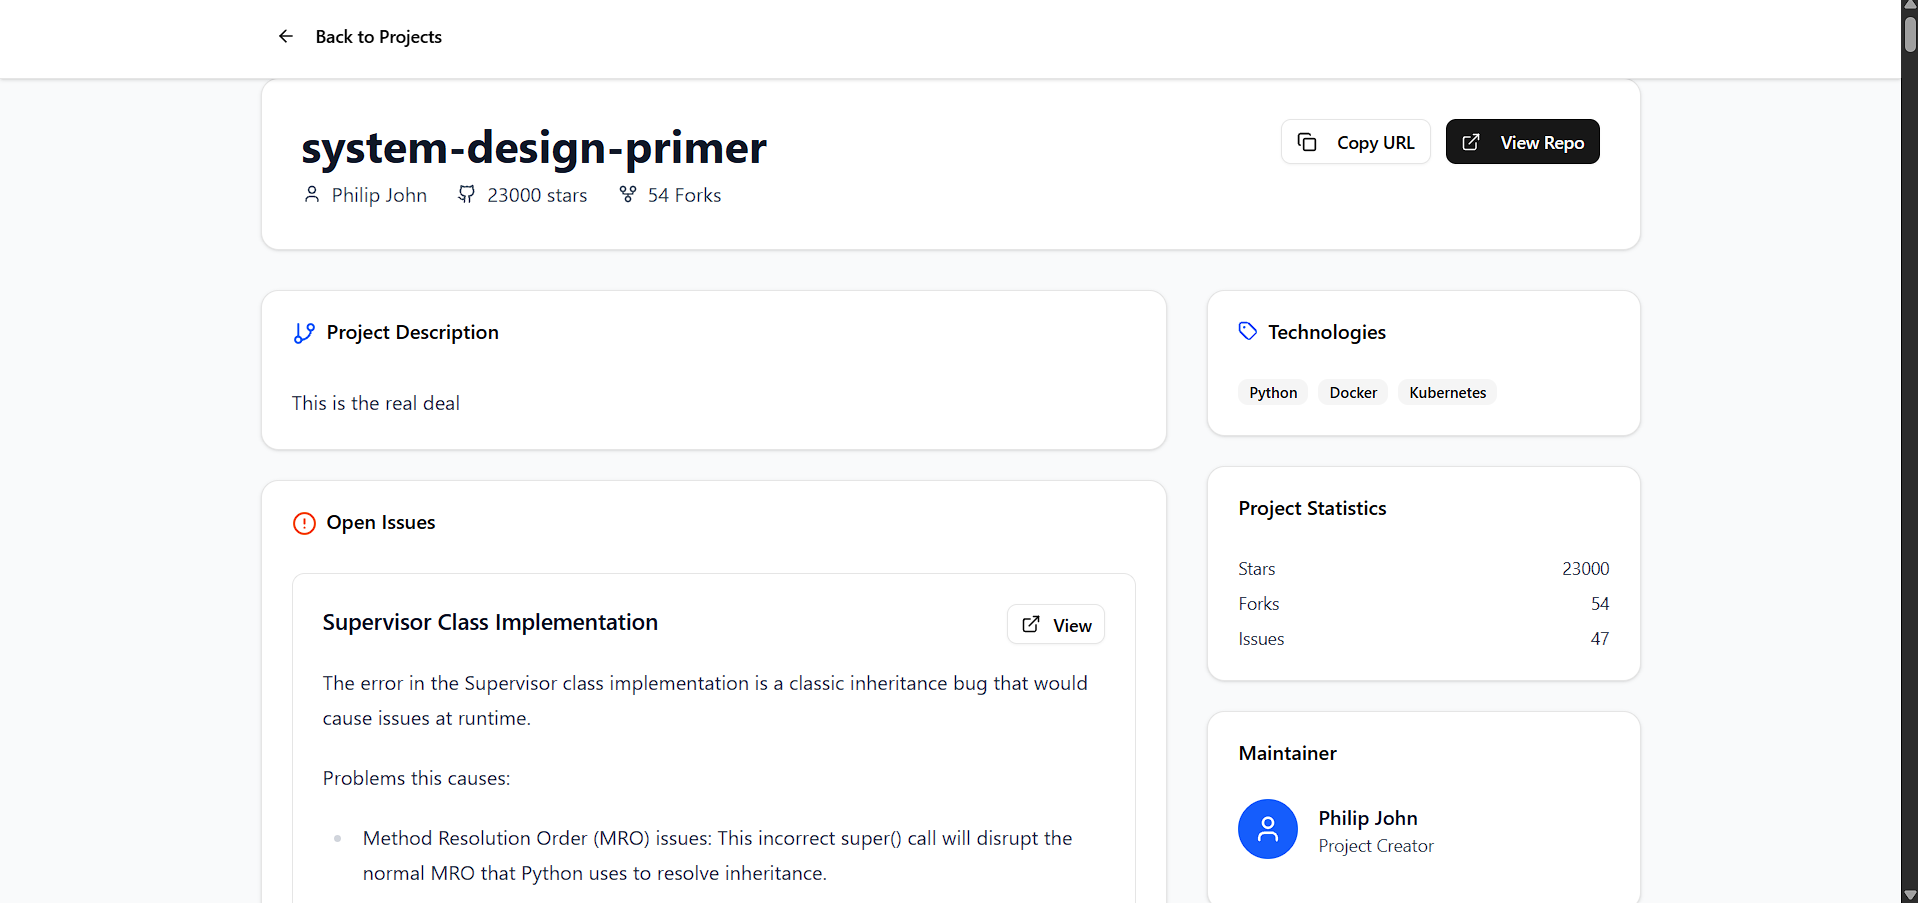 Back to Projects
system-design-primer
Philip John 23000 stars 54 Forks
Copy URL
View Repo
Project Description
This is the real deal
Open Issues
Supervisor Class Implementation
View
The error in the Supervisor class implementation is a classic inheritance bug that would
cause issues at runtime.
Problems this causes:
Method Resolution Order (MRO) issues: This incorrect super() call will disrupt the
normal MRO that Python uses to resolve inheritance.
Technologies
Python Docker Kubernetes
Project Statistics
Stars 23000
Forks 54
Issues 47
Maintainer
Philip John
Project Creator